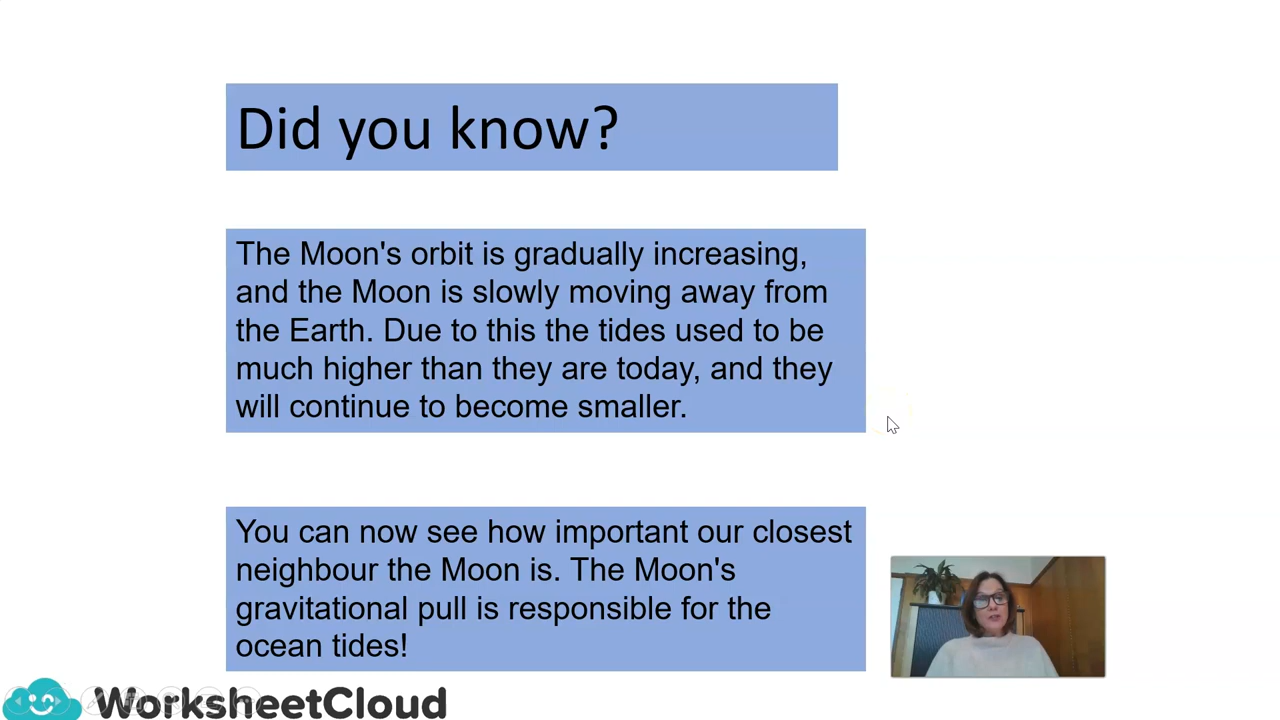 Did you know?
The Moon's orbit is gradually increasing,
and the Moon is slowly moving away from
the Earth. Due to this the tides used to be
much higher than they are today, and they
will continue to become smaller.
You can now see how important our closest
neighbour the Moon is. The Moon's
gravitational pull is responsible for the
ocean tides!
WorksheetCloud